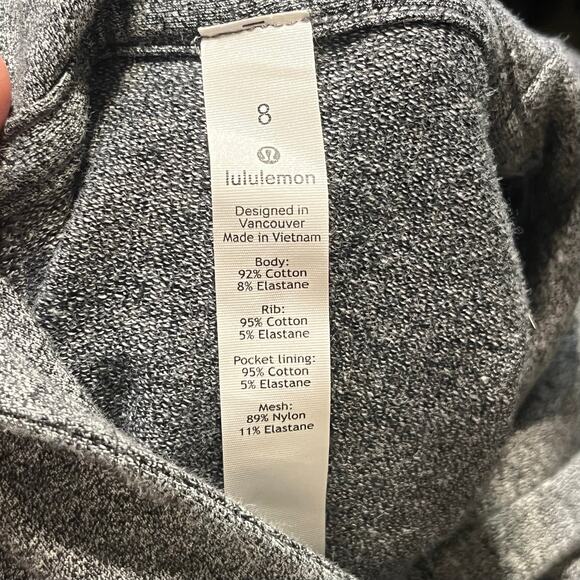 8
lululemon
Designed in
Vancouver
Made in Vietnam
Body:
92% Cotton
8% Elastane
Rib:
95% Cotton
5% Elastane
Pocket lining:
95% Cotton
5% Elastane
Mesh:
89% Nylon
11% Elastane